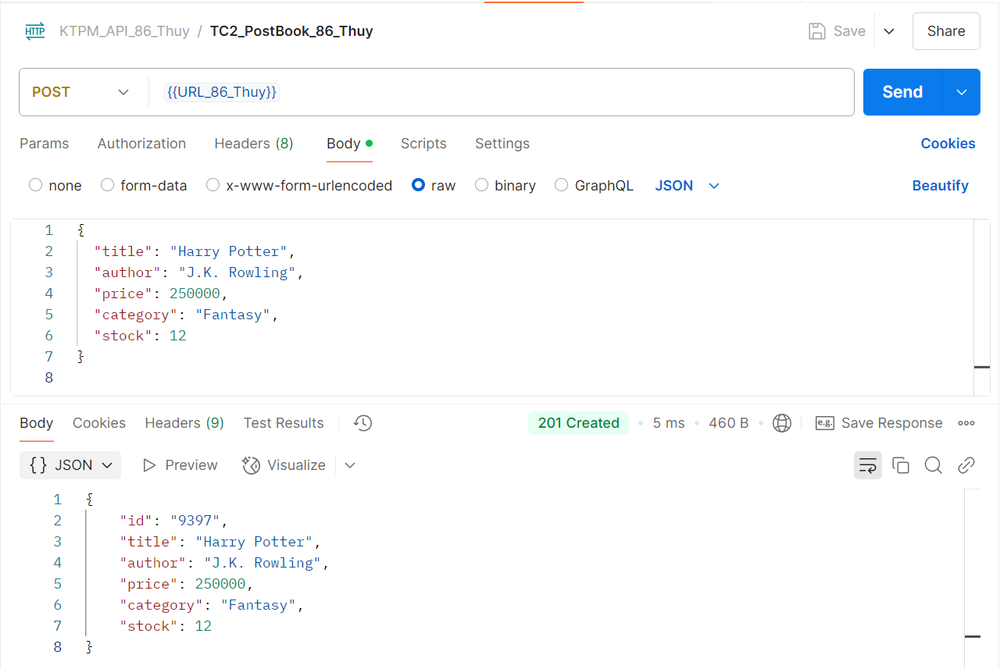 HTTP KTPM_API_86_Thuy / TC2_PostBook_86_Thuy Save Share
POST {{URL_86_Thuy}} Send
Params Authorization Headers (8) Body Scripts Settings Cookies
none form-data x-www-form-urlencoded raw binary GraphQL JSON Beautify
1 {
2 "title": "Harry Potter",
3 "author": "J.K. Rowling",
4 "price": 250000,
5 "category": "Fantasy",
6 "stock": 12
7 }
8
Body Cookies Headers (9) Test Results 201 Created 5 ms 460 B e.g. Save Response
{} JSON Preview Visualize
1 {
2 "id": "9397",
3 "title": "Harry Potter",
4 "author": "J.K. Rowling",
5 "price": 250000,
6 "category": "Fantasy",
7 "stock": 12
8 }